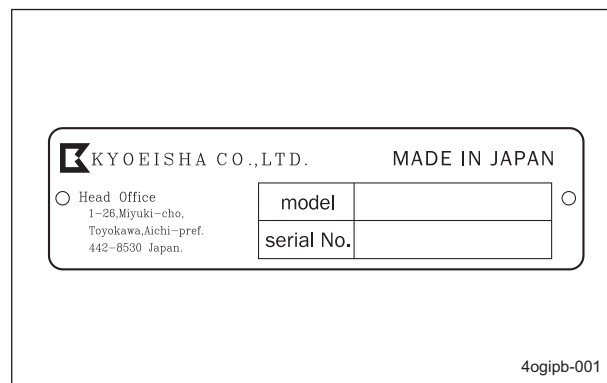 KYOEISHA CO.,LTD.
MADE IN JAPAN
Head Office
1-26,Miyuki-cho,
Toyokawa,Aichi-pref.
442-8530 Japan.
model
serial No.
4ogipb-001